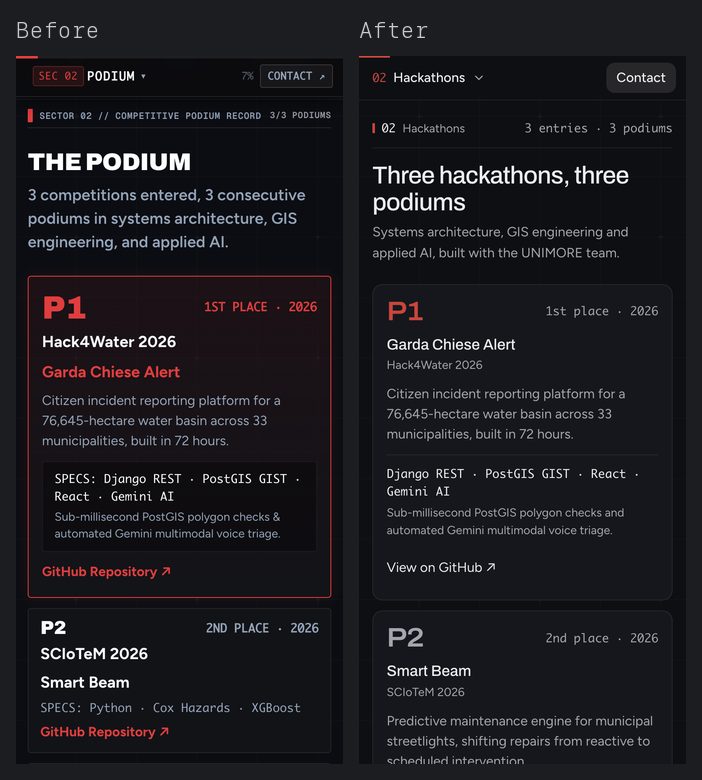 Before
SEC 02 PODIUM ▾
7% CONTACT ↗
SECTOR 02 // COMPETITIVE PODIUM RECORD 3/3 PODIUMS
THE PODIUM
3 competitions entered, 3 consecutive
podiums in systems architecture, GIS
engineering, and applied AI.
P1
1ST PLACE · 2026
Hack4Water 2026
Garda Chiese Alert
Citizen incident reporting platform for a
76,645-hectare water basin across 33
municipalities, built in 72 hours.
SPECS: Django REST · PostGIS GIST ·
React · Gemini AI
Sub-millisecond PostGIS polygon checks &
automated Gemini multimodal voice triage.
GitHub Repository ↗
P2
2ND PLACE · 2026
SCIoTeM 2026
Smart Beam
SPECS: Python · Cox Hazards · XGBoost
GitHub Repository ↗
After
02 Hackathons
Contact
02 Hackathons
3 entries · 3 podiums
Three hackathons, three
podiums
Systems architecture, GIS engineering and
applied AI, built with the UNIMORE team.
P1
1st place · 2026
Garda Chiese Alert
Hack4Water 2026
Citizen incident reporting platform for a
76,645-hectare water basin across 33
municipalities, built in 72 hours.
Django REST · PostGIS GIST · React ·
Gemini AI
Sub-millisecond PostGIS polygon checks and
automated Gemini multimodal voice triage.
View on GitHub ↗
P2
2nd place · 2026
Smart Beam
SCIoTeM 2026
Predictive maintenance engine for municipal
streetlights, shifting repairs from reactive to
scheduled intervention.